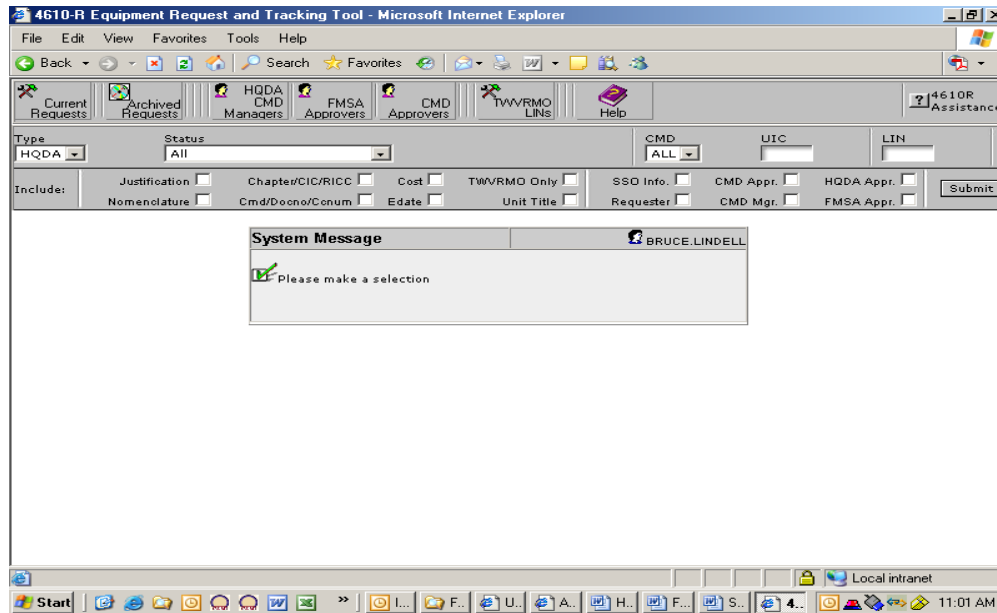 4610-R Equipment Request and Tracking Tool - Microsoft Internet Explorer
File Edit View Favorites Tools Help
Back Search Favorites
Current Requests
Archived Requests
HQDA CMD Managers
FMSA Approvers
CMD Approvers
TWVRMO LINs
Help
? 4610R Assistance
Type Status CMD UIC LIN
HQDA All ALL
Include: Justification Chapter/CIC/RICC Cost TWVRMO Only SSO Info. CMD Appr. HQDA Appr. Submit
Nomenclature Cmd/Docno/Ccnum Edate Unit Title Requester CMD Mgr. FMSA Appr.
System Message BRUCE.LINDELL
Please make a selection
Local intranet
Start » I... F.. U.. A.. H.. F... S.. 4.. 11:01 AM